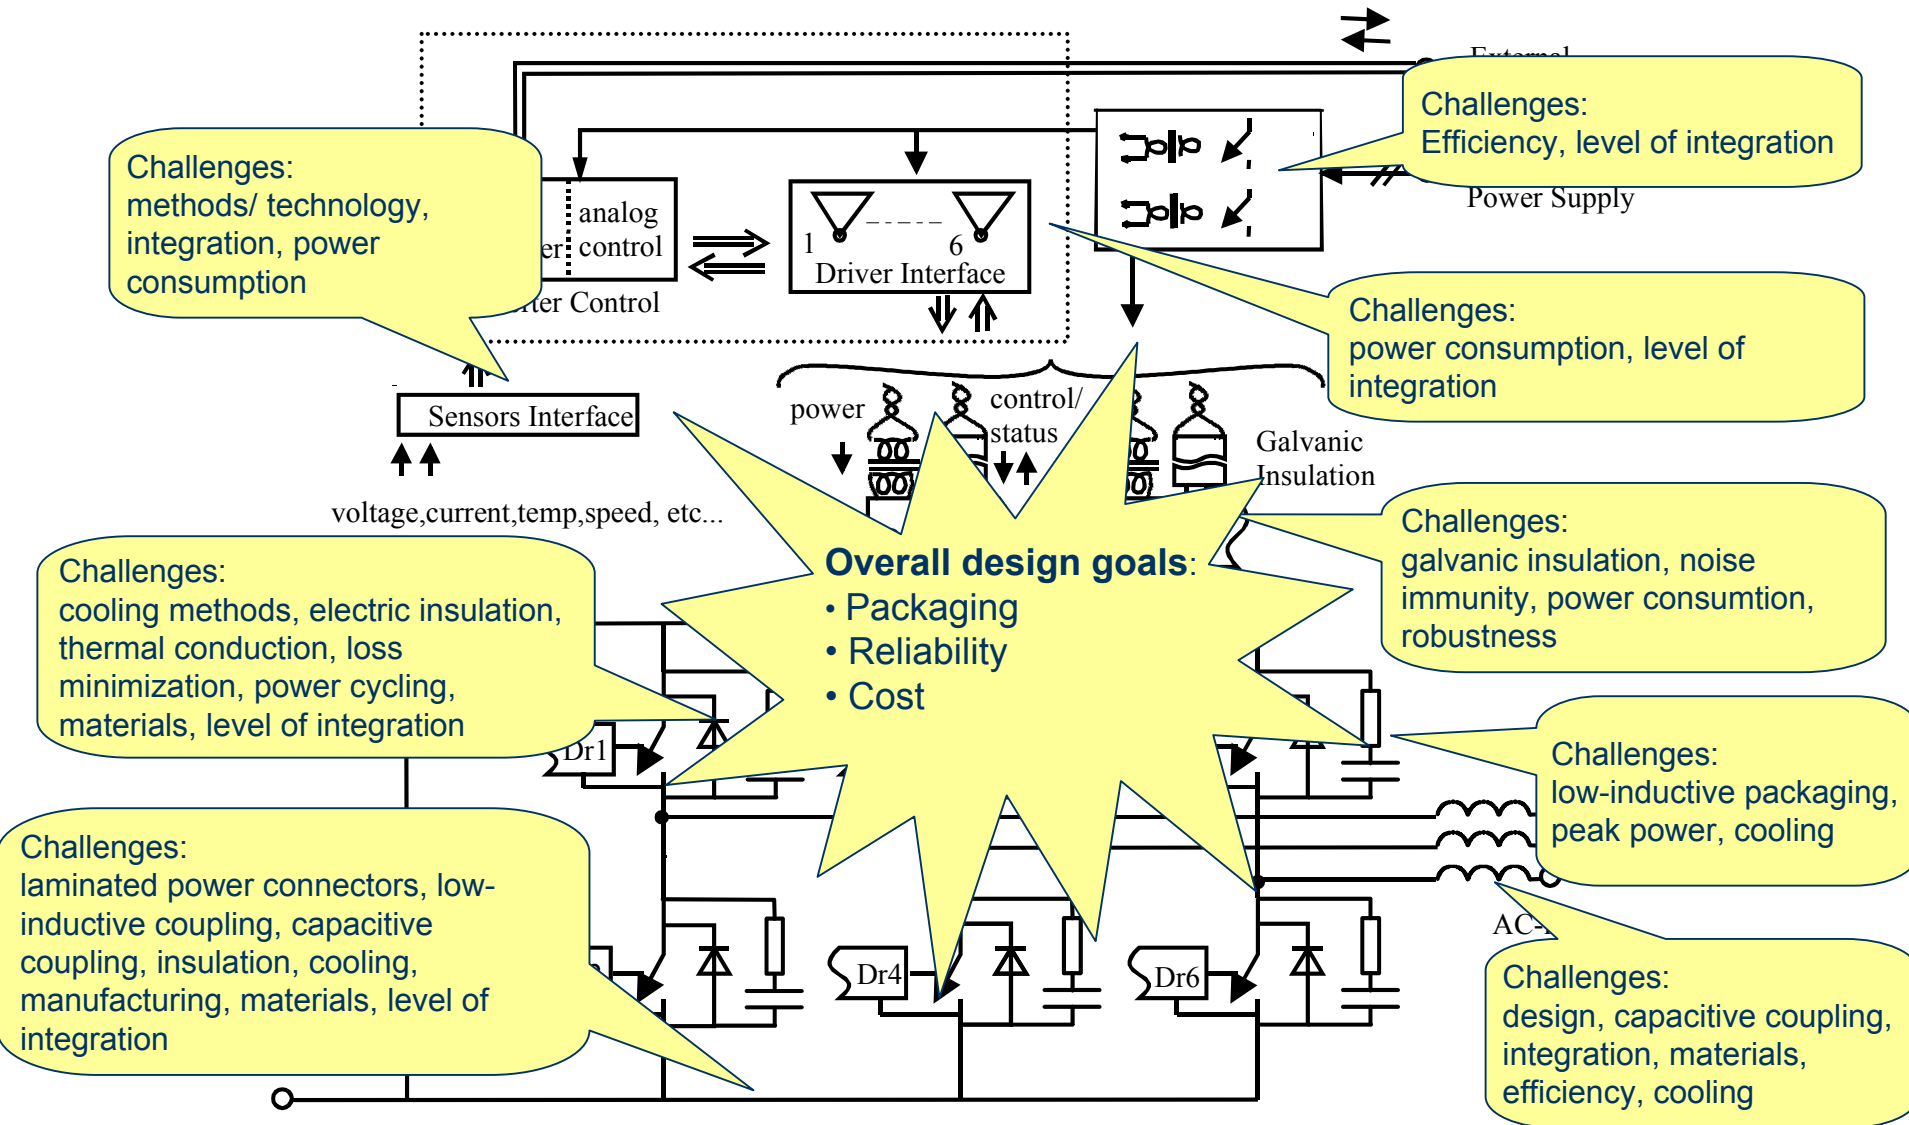 Challenges:
Efficiency, level of integration
Power Supply
Challenges:
methods/ technology,
integration, power
consumption
analog
control
er
1
6
Driver Interface
ter Control
Challenges:
power consumption, level of
integration
Sensors Interface
power
control/
status
Galvanic
Insulation
voltage,current,temp,speed, etc...
Challenges:
galvanic insulation, noise
immunity, power consumtion,
robustness
Overall design goals:
• Packaging
• Reliability
• Cost
Challenges:
cooling methods, electric insulation,
thermal conduction, loss
minimization, power cycling,
materials, level of integration
Dr1
Challenges:
low-inductive packaging,
peak power, cooling
Challenges:
laminated power connectors, low-
inductive coupling, capacitive
coupling, insulation, cooling,
manufacturing, materials, level of
integration
Dr4
Dr6
AC-
Challenges:
design, capacitive coupling,
integration, materials,
efficiency, cooling